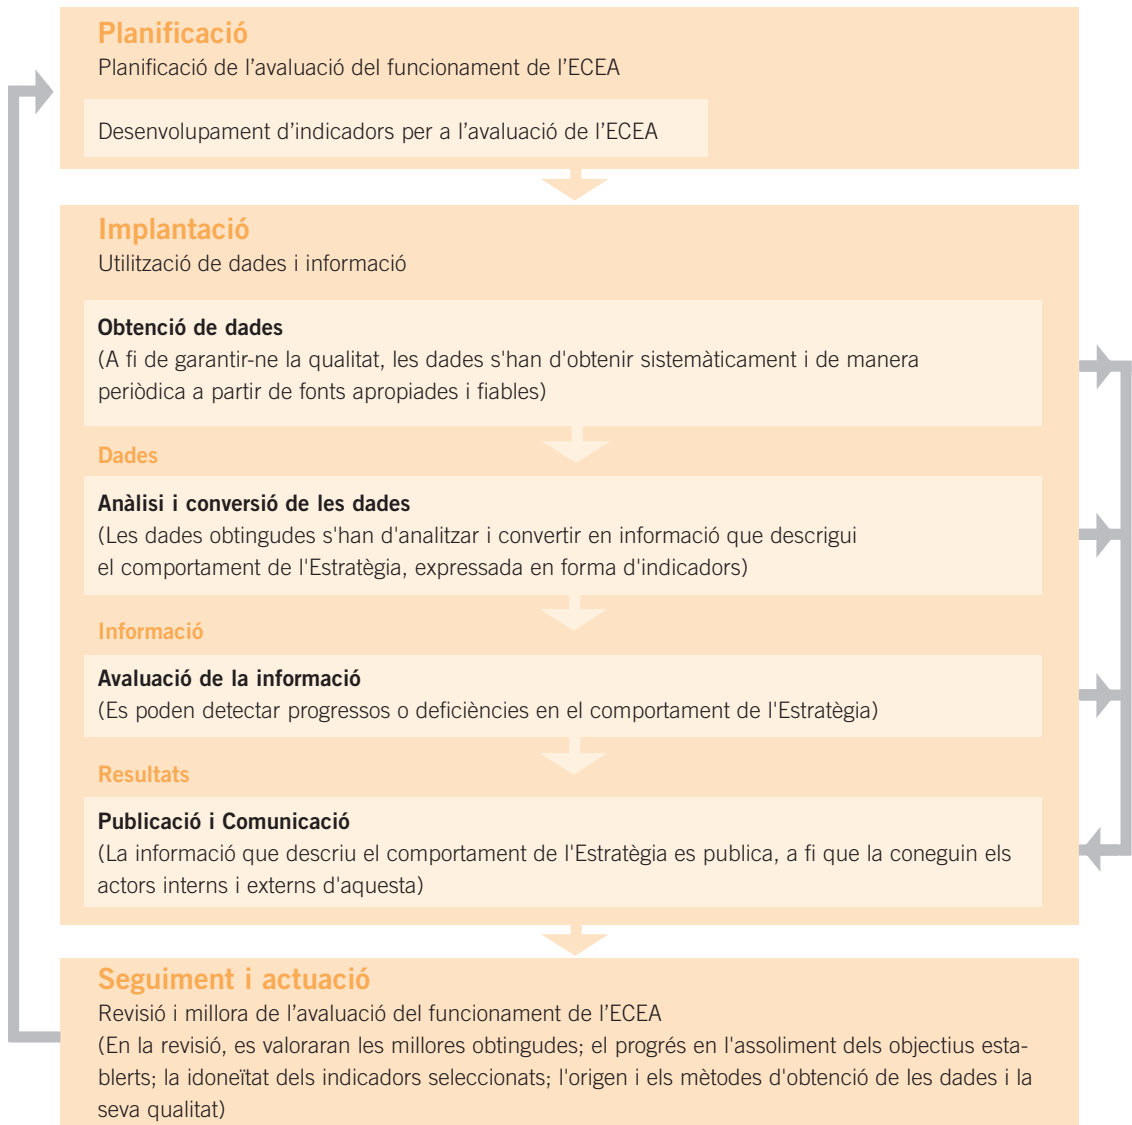 Planificació
Planificació de l’avaluació del funcionament de l’ECEA
Desenvolupament d’indicadors per a l’avaluació de l’ECEA
Implantació
Utilització de dades i informació
Obtenció de dades
(A fi de garantir-ne la qualitat, les dades s'han d'obtenir sistemàticament i de manera
periòdica a partir de fonts apropiades i fiables)
Dades
Anàlisi i conversió de les dades
(Les dades obtingudes s'han d'analitzar i convertir en informació que descrigui
el comportament de l'Estratègia, expressada en forma d'indicadors)
Informació
Avaluació de la informació
(Es poden detectar progressos o deficiències en el comportament de l'Estratègia)
Resultats
Publicació i Comunicació
(La informació que descriu el comportament de l'Estratègia es publica, a fi que la coneguin els
actors interns i externs d'aquesta)
Seguiment i actuació
Revisió i millora de l’avaluació del funcionament de l’ECEA
(En la revisió, es valoraran les millores obtingudes; el progrés en l'assoliment dels objectius esta-
blerts; la idoneïtat dels indicadors seleccionats; l'origen i els mètodes d'obtenció de les dades i la
seva qualitat)